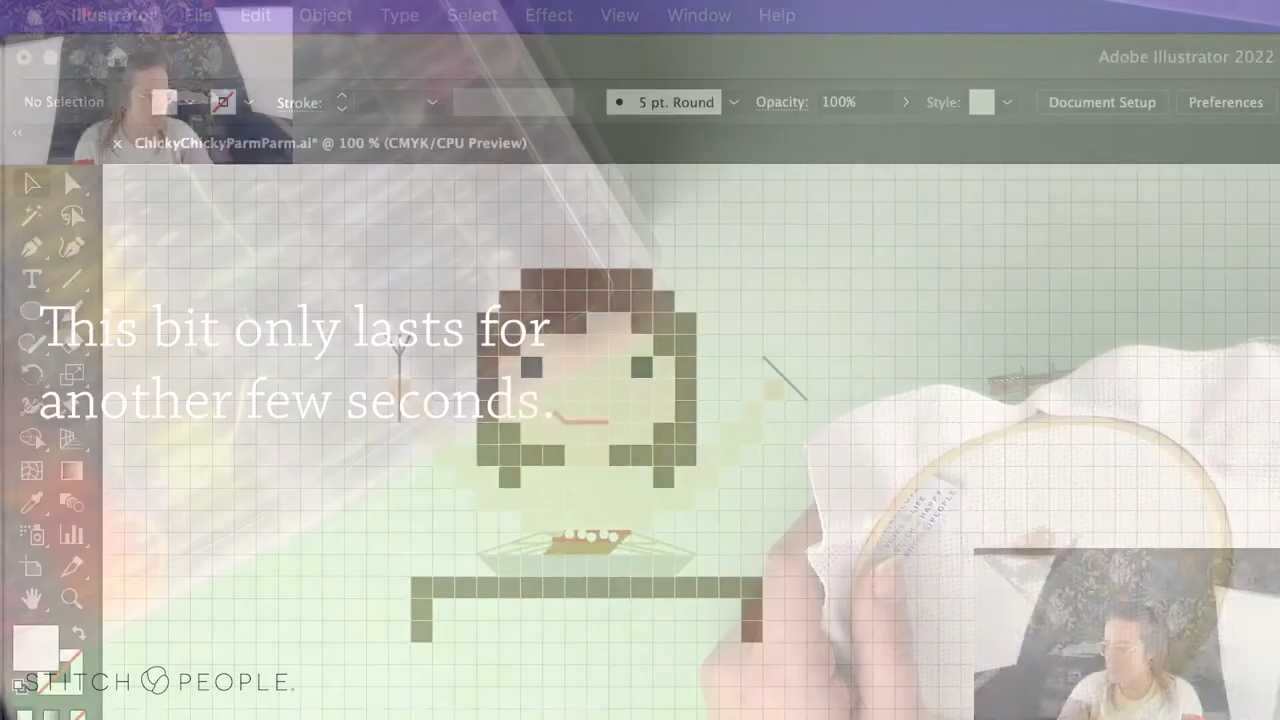 Illustrator File Edit Object Type Select Effect View Window Help
Adobe Illustrator 2022
No Selection Stroke: 5 pt. Round Opacity: 100% Style: Document Setup Preferences
ChickyChickyParmParm.ai* @ 100 % (CMYK/CPU Preview)
This bit only lasts for
another few seconds.
STITCH PEOPLE.